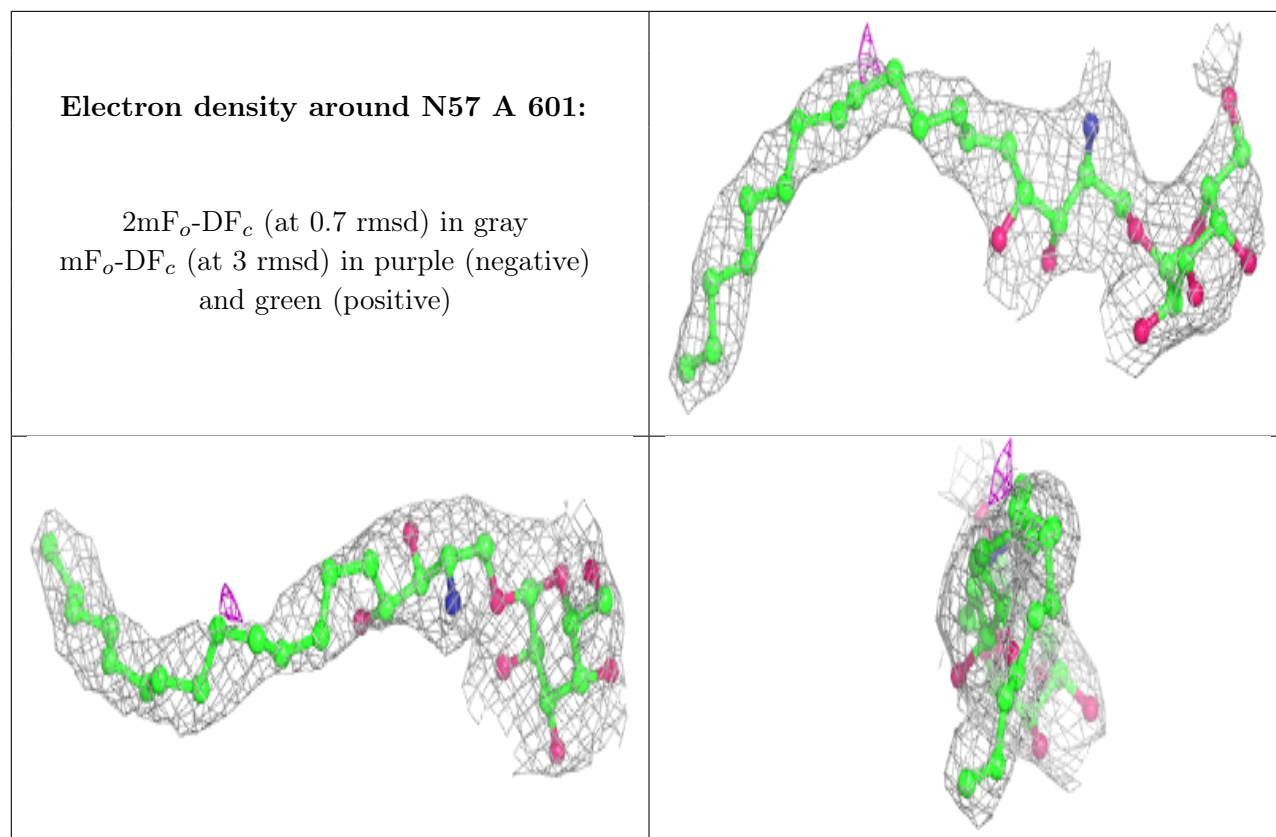 Electron density around N57 A 601:
2mFₒ-DF𝒸 (at 0.7 rmsd) in gray
mFₒ-DF𝒸 (at 3 rmsd) in purple (negative)
and green (positive)